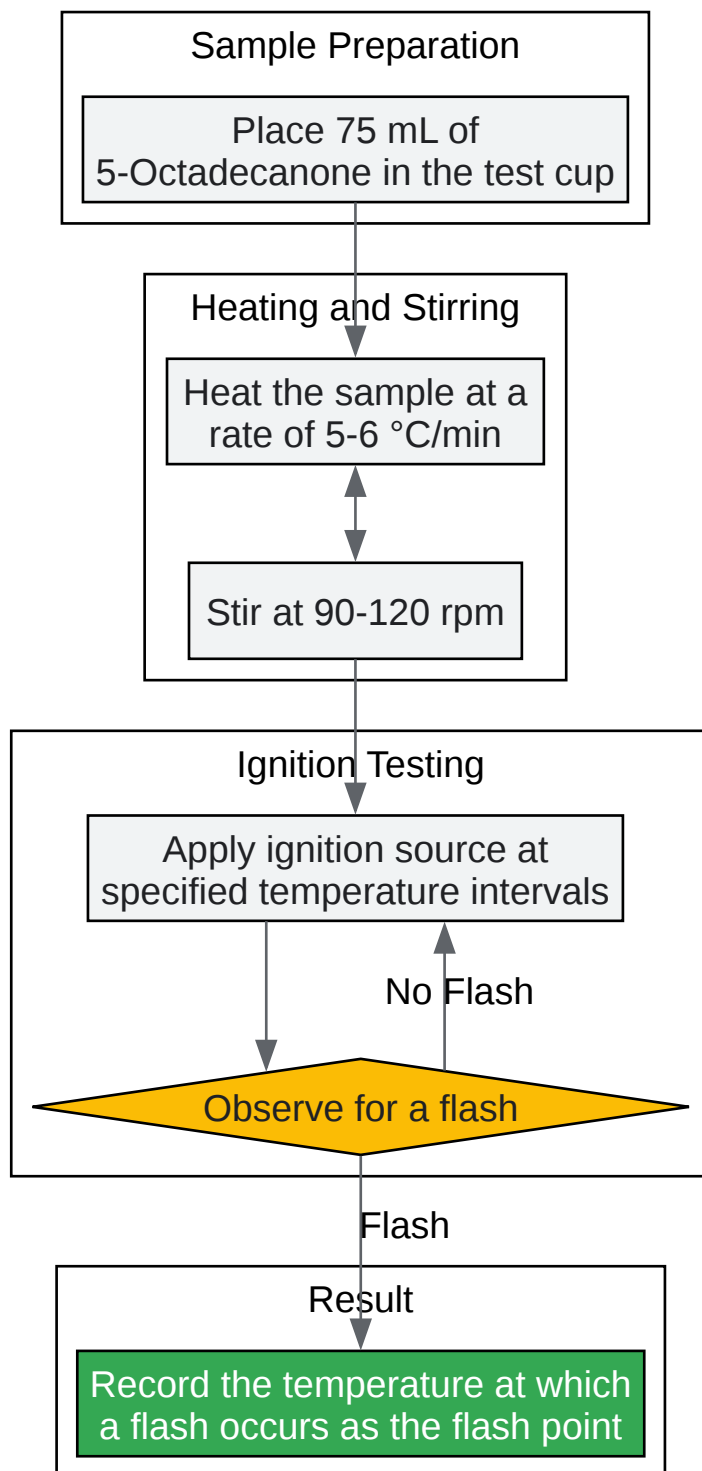 Sample Preparation
Place 75 mL of
5-Octadecanone in the test cup
Heating and Stirring
Heat the sample at a
rate of 5-6 °C/min
Stir at 90-120 rpm
Ignition Testing
Apply ignition source at
specified temperature intervals
No Flash
Observe for a flash
Flash
Result
Record the temperature at which
a flash occurs as the flash point